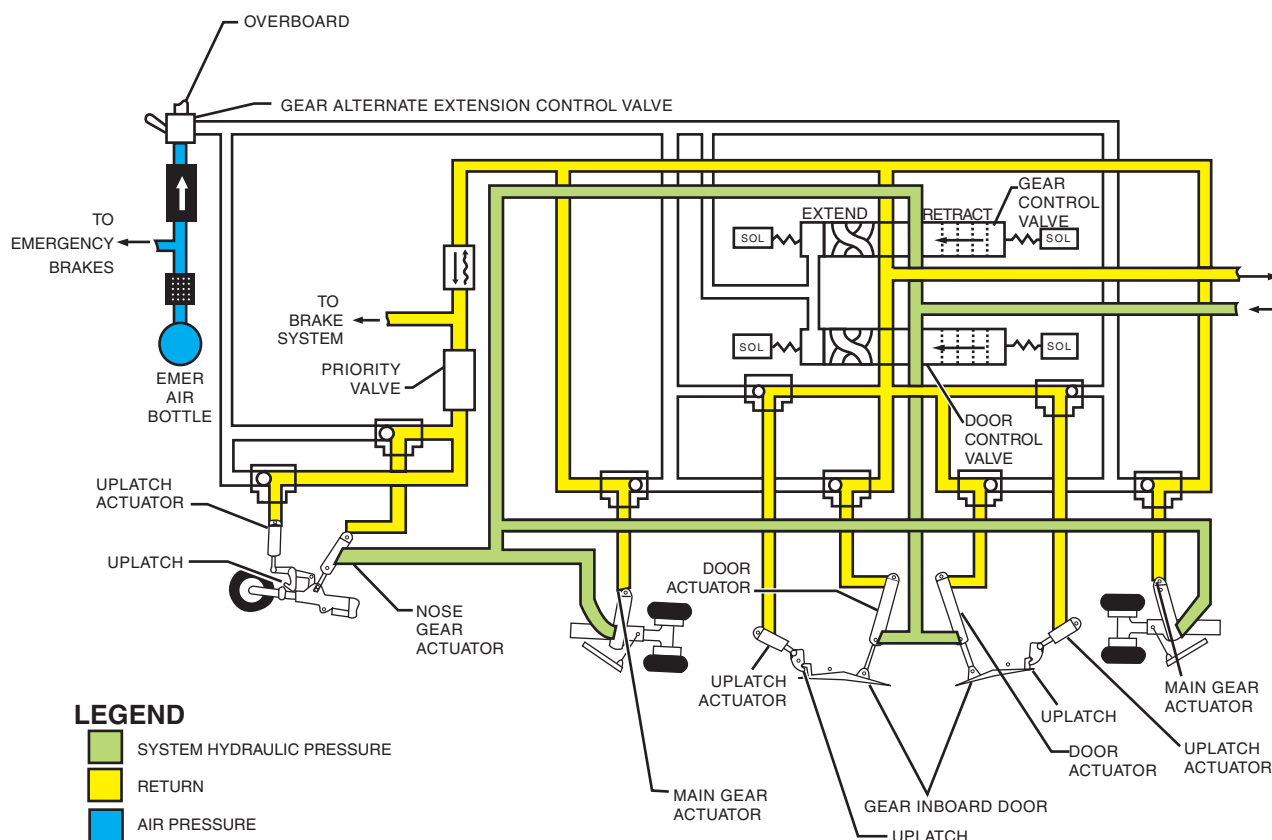 OVERBOARD
GEAR ALTERNATE EXTENSION CONTROL VALVE
TO
EMERGENCY
BRAKES
EMER
AIR
BOTTLE
TO
BRAKE
SYSTEM
PRIORITY
VALVE
EXTEND
RETRACT
GEAR
CONTROL
VALVE
SOL
SOL
SOL
SOL
DOOR
CONTROL
VALVE
UPLATCH
ACTUATOR
UPLATCH
NOSE
GEAR
ACTUATOR
DOOR
ACTUATOR
UPLATCH
ACTUATOR
MAIN GEAR
ACTUATOR
UPLATCH
DOOR
ACTUATOR
UPLATCH
ACTUATOR
MAIN GEAR
ACTUATOR
GEAR INBOARD DOOR
UPLATCH
LEGEND
SYSTEM HYDRAULIC PRESSURE
RETURN
AIR PRESSURE